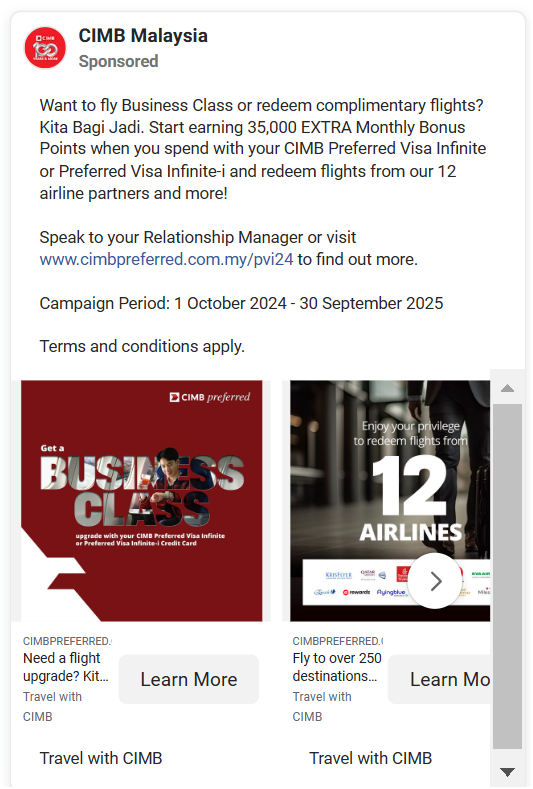 CIMB Malaysia
Sponsored
Want to fly Business Class or redeem complimentary flights?
Kita Bagi Jadi. Start earning 35,000 EXTRA Monthly Bonus
Points when you spend with your CIMB Preferred Visa Infinite
or Preferred Visa Infinite-i and redeem flights from our 12
airline partners and more!
Speak to your Relationship Manager or visit
www.cimbpreferred.com.my/pvi24 to find out more.
Campaign Period: 1 October 2024 - 30 September 2025
Terms and conditions apply.
CIMB preferred
Get a
BUSINESS
CLASS
upgrade with your CIMB Preferred Visa Infinite
or Preferred Visa Infinite-i Credit Card
Enjoy your privilege
to redeem flights from
12
AIRLINES
KRISFLYER QATAR EVA AIR
rewards flyingblue
CIMBPREFERRED.
Need a flight
upgrade? Kit...
Travel with
CIMB
Learn More
CIMBPREFERRED.
Fly to over 250
destinations...
Travel with
CIMB
Learn Mo
Travel with CIMB
Travel with CIMB